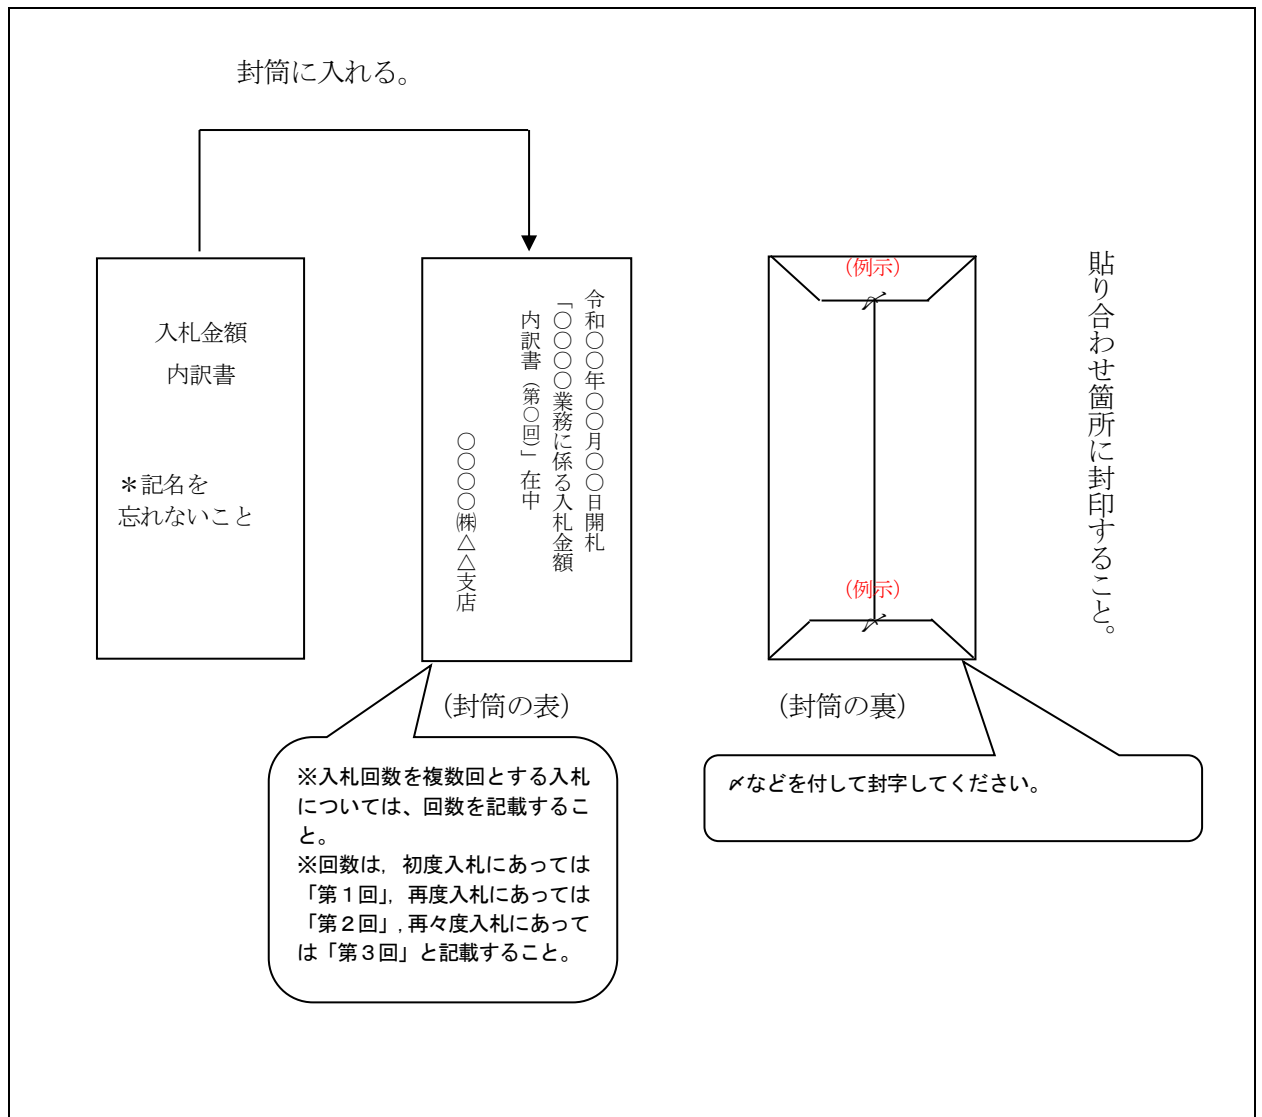 封筒に入れる。
入札金額
内訳書
＊記名を
忘れないこと
令和〇〇年〇〇月〇〇日開札
「〇〇〇〇業務に係る入札金額
内訳書（第〇回）」在中
〇〇〇〇㈱△△支店
（封筒の表）
※入札回数を複数回とする入札
については、回数を記載するこ
と。
※回数は，初度入札にあっては
「第１回」，再度入札にあっては
「第２回」，再々度入札にあって
は「第３回」と記載すること。
（例示）
〆
（例示）
〆
（封筒の裏）
貼り合わせ箇所に封印すること。
〆などを付して封字してください。